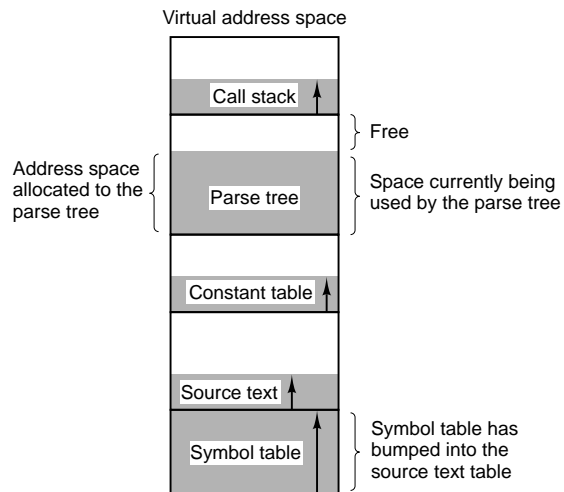 Virtual address space
Call stack
Free
Address space
allocated to the
parse tree
Parse tree
Space currently being
used by the parse tree
Constant table
Source text
Symbol table
Symbol table has
bumped into the
source text table